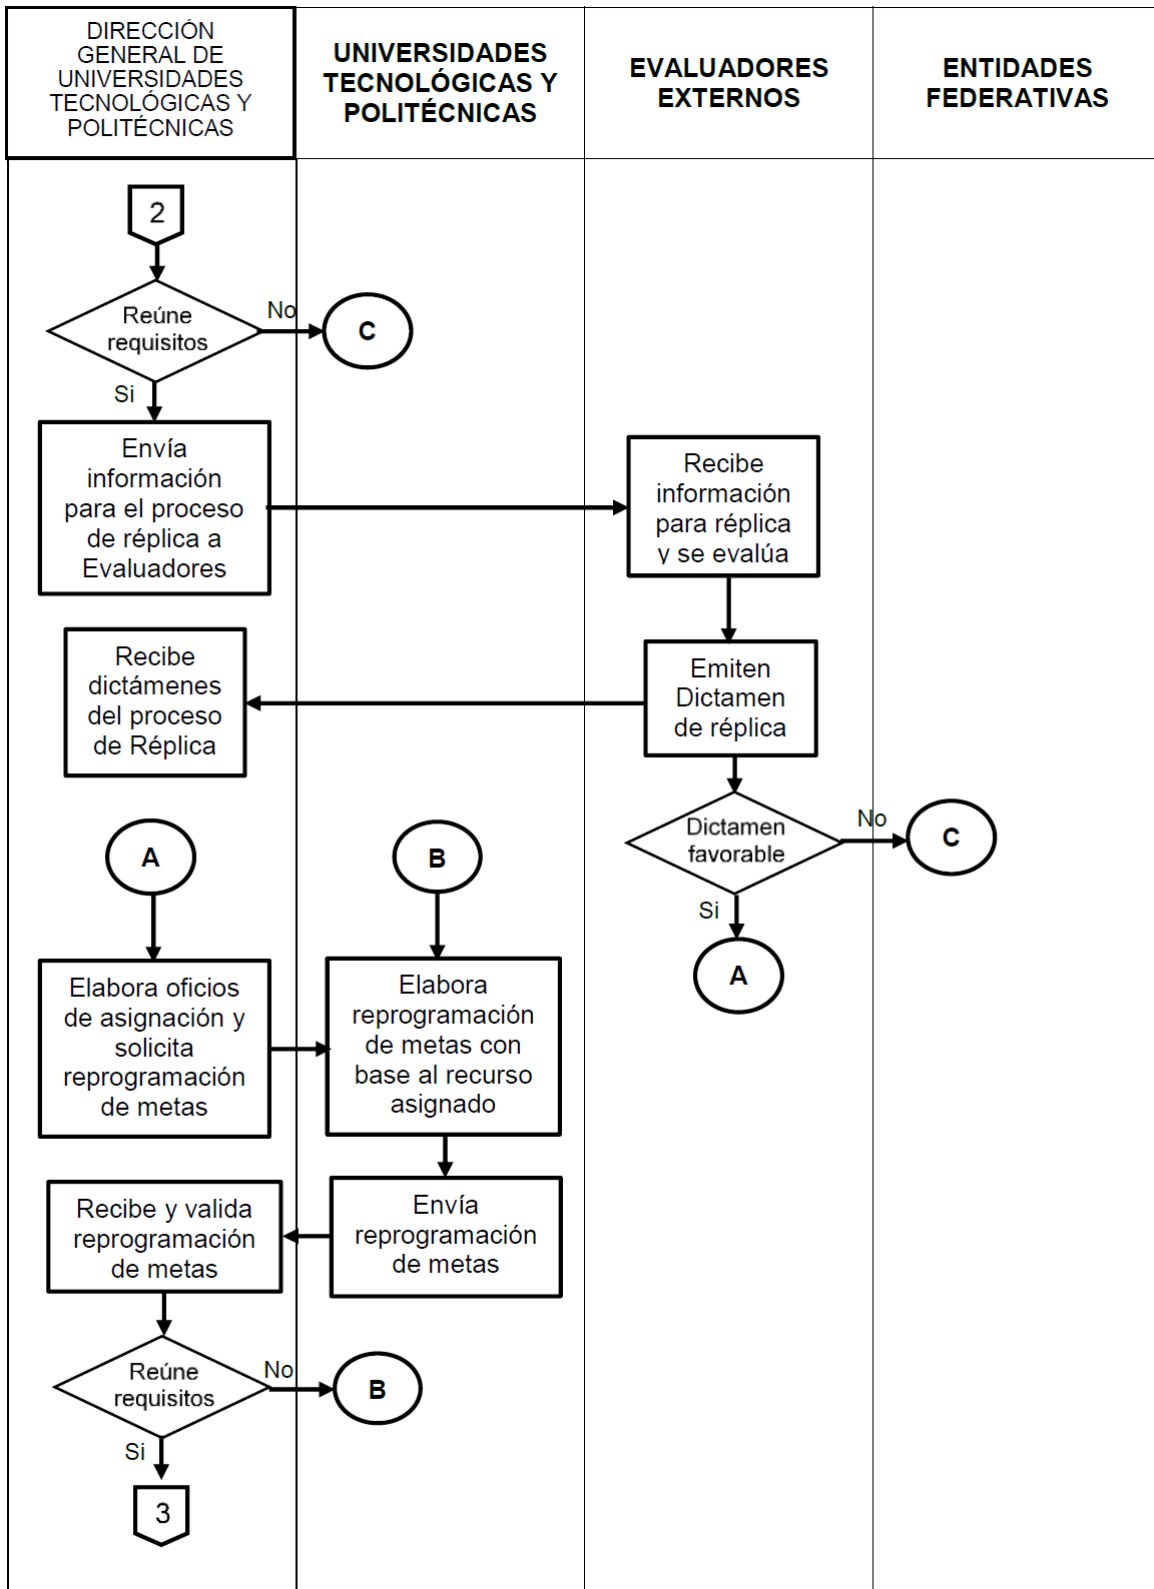 DIRECCIÓN
GENERAL DE
UNIVERSIDADES
TECNOLÓGICAS Y
POLITÉCNICAS
UNIVERSIDADES
TECNOLÓGICAS Y
POLITÉCNICAS
EVALUADORES
EXTERNOS
ENTIDADES
FEDERATIVAS
2
Reúne
requisitos
No
C
Si
Envía
información
para el proceso
de réplica a
Evaluadores
Recibe
información
para réplica
y se evalúa
Recibe
dictámenes
del proceso
de Réplica
Emiten
Dictamen
de réplica
Dictamen
favorable
No
C
Si
A
A
B
Elabora oficios
de asignación y
solicita
reprogramación
de metas
Elabora
reprogramación
de metas con
base al recurso
asignado
Recibe y valida
reprogramación
de metas
Envía
reprogramación
de metas
Reúne
requisitos
No
B
Si
3